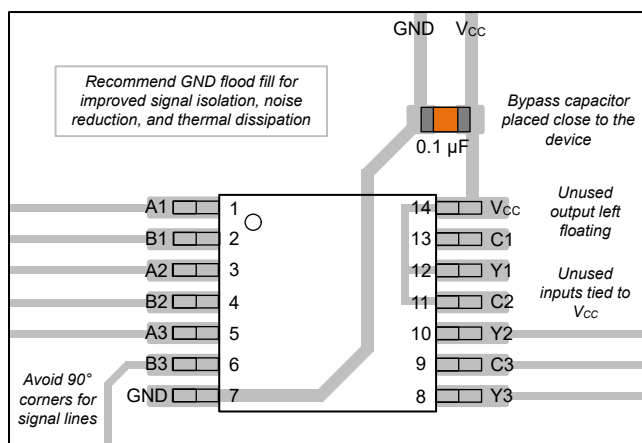 GND VCC
Recommend GND flood fill for
improved signal isolation, noise
reduction, and thermal dissipation
Bypass capacitor
placed close to the
device
0.1 µF
A1 1 14 VCC
Unused
output left
floating
B1 2 13 C1
A2 3 12 Y1
Unused
inputs tied to
VCC
B2 4 11 C2
A3 5 10 Y2
B3 6 9 C3
GND 7 8 Y3
Avoid 90°
corners for
signal lines